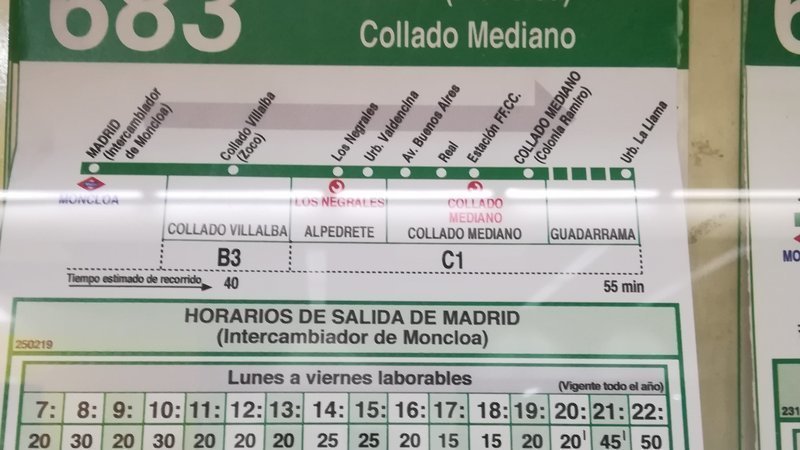 683
Collado Mediano
MADRID
(Intercambiador
de Moncloa)
Collado Villalba
(Zoco)
Los Negrales
Urb. Valdencina
Av. Buenos Aires
Real
Estación FF.CC.
COLLADO MEDIANO
(Colonia Ramiro)
Urb. La Llama
MONCLOA
LOS NEGRALES
COLLADO
MEDIANO
COLLADO VILLALBA
ALPEDRETE
COLLADO MEDIANO
GUADARRAMA
B3
C1
Tiempo estimado de recorrido
40
55 min
HORARIOS DE SALIDA DE MADRID
(Intercambiador de Moncloa)
250219
Lunes a viernes laborables
(Vigente todo el año)
7: 8: 9: 10: 11: 12: 13: 14: 15: 16: 17: 18: 19: 20: 21: 22:
20 30 20 30 20 20 20 25 25 20 15 15 20 20' 45' 50
6
MO
231